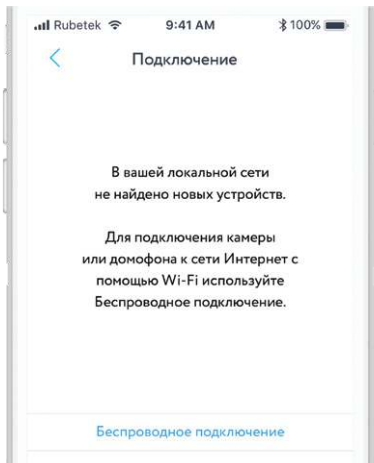 Rubetek 9:41 AM 100%
Подключение
В вашей локальной сети
не найдено новых устройств.
Для подключения камеры
или домофона к сети Интернет с
помощью Wi-Fi используйте
Беспроводное подключение.
Беспроводное подключение